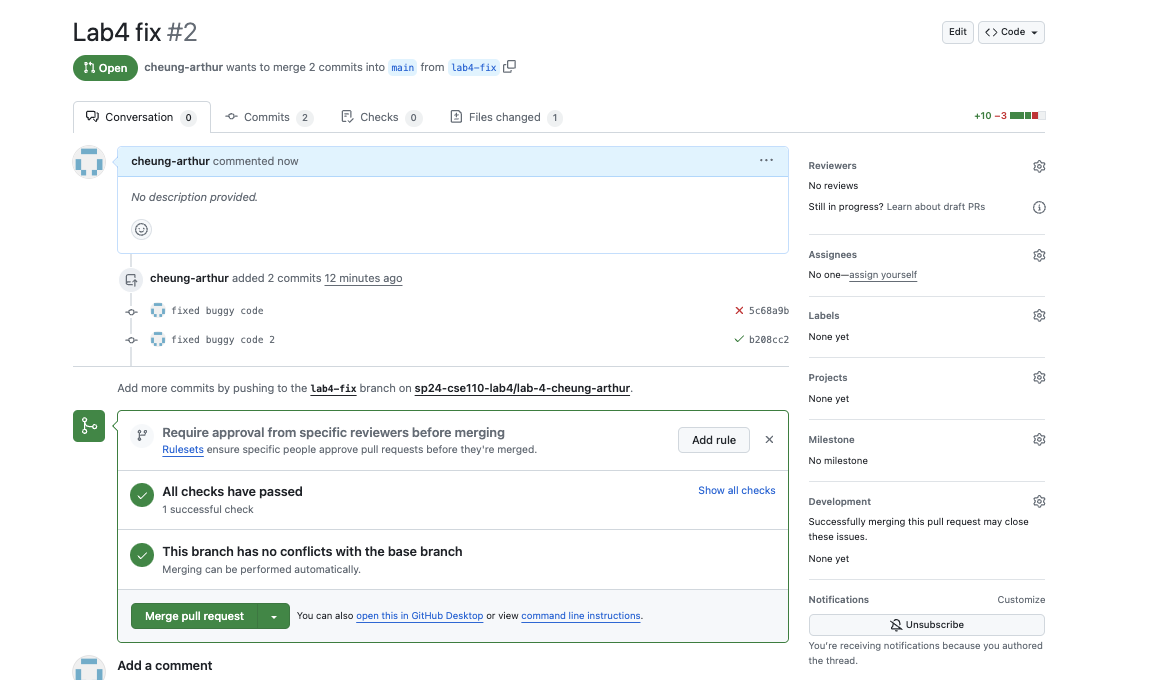 Lab4 fix #2
Edit
Code
Open
cheung-arthur wants to merge 2 commits into main from lab4-fix
Conversation 0
Commits 2
Checks 0
Files changed 1
+10 −3
cheung-arthur commented now
No description provided.
cheung-arthur added 2 commits 12 minutes ago
fixed buggy code
5c68a9b
fixed buggy code 2
b208cc2
Add more commits by pushing to the lab4-fix branch on sp24-cse110-lab4/lab-4-cheung-arthur.
Require approval from specific reviewers before merging
Rulesets ensure specific people approve pull requests before they're merged.
Add rule
All checks have passed
1 successful check
Show all checks
This branch has no conflicts with the base branch
Merging can be performed automatically.
Merge pull request
You can also open this in GitHub Desktop or view command line instructions.
Add a comment
Reviewers
No reviews
Still in progress? Learn about draft PRs
Assignees
No one—assign yourself
Labels
None yet
Projects
None yet
Milestone
No milestone
Development
Successfully merging this pull request may close
these issues.
None yet
Notifications
Customize
Unsubscribe
You're receiving notifications because you authored
the thread.